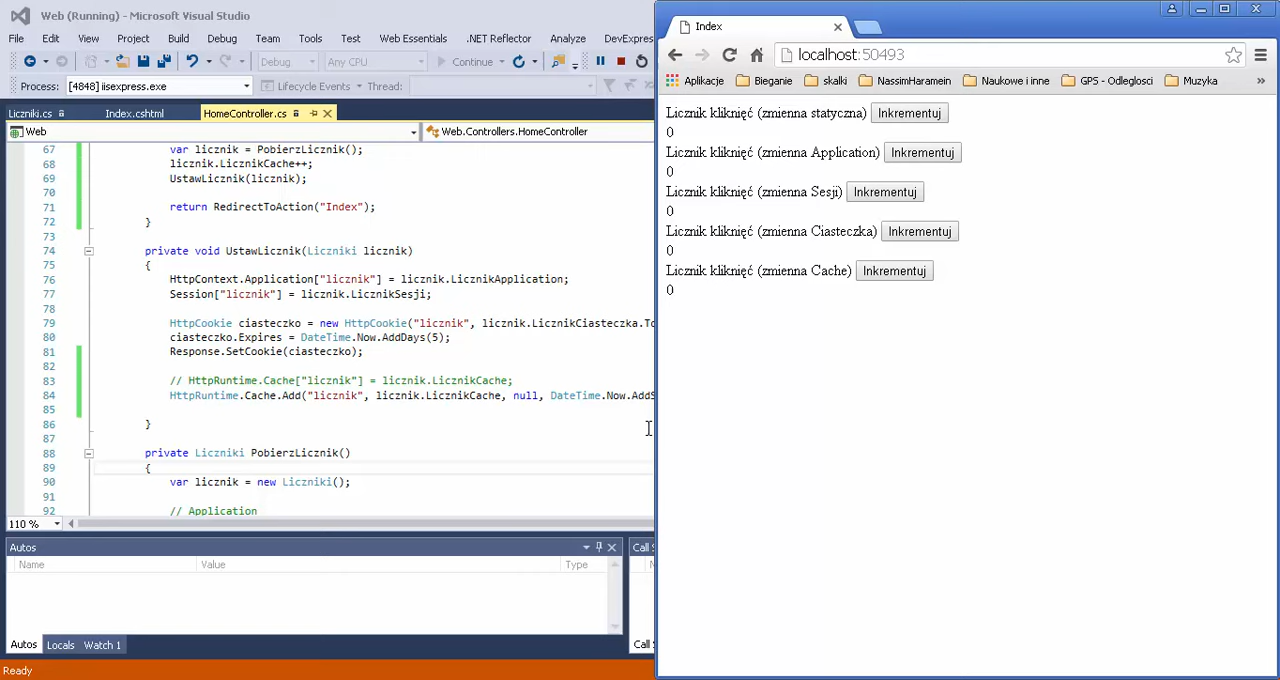 Web (Running) - Microsoft Visual Studio
File Edit View Project Build Debug Team Tools Test Web Essentials .NET Reflector Analyze DevExpres
Debug Any CPU Continue
Process: [4848] iisexpress.exe Lifecycle Events Thread:
Liczniki.cs Index.cshtml HomeController.cs
Web Web.Controllers.HomeController
67 var licznik = PobierzLicznik();
68 licznik.LicznikCache++;
69 UstawLicznik(licznik);
70
71 return RedirectToAction("Index");
72 }
73
74 private void UstawLicznik(Liczniki licznik)
75 {
76 HttpContext.Application["licznik"] = licznik.LicznikApplication;
77 Session["licznik"] = licznik.LicznikSesji;
78
79 HttpCookie ciasteczko = new HttpCookie("licznik", licznik.LicznikCiasteczka.To
80 ciasteczko.Expires = DateTime.Now.AddDays(5);
81 Response.SetCookie(ciasteczko);
82
83 // HttpRuntime.Cache["licznik"] = licznik.LicznikCache;
84 HttpRuntime.Cache.Add("licznik", licznik.LicznikCache, null, DateTime.Now.AddS
85
86 }
87
88 private Liczniki PobierzLicznik()
89 {
90 var licznik = new Liczniki();
91
92 // Application
110 %
Autos
Name Value Type
Autos Locals Watch 1
Call S
N
Call S
Ready
Index
localhost:50493
Aplikacje Bieganie skalki NassimHaramein Naukowe i inne GPS - Odleglosci Muzyka »
Licznik kliknięć (zmienna statyczna) Inkrementuj
0
Licznik kliknięć (zmienna Application) Inkrementuj
0
Licznik kliknięć (zmienna Sesji) Inkrementuj
0
Licznik kliknięć (zmienna Ciasteczka) Inkrementuj
0
Licznik kliknięć (zmienna Cache) Inkrementuj
0